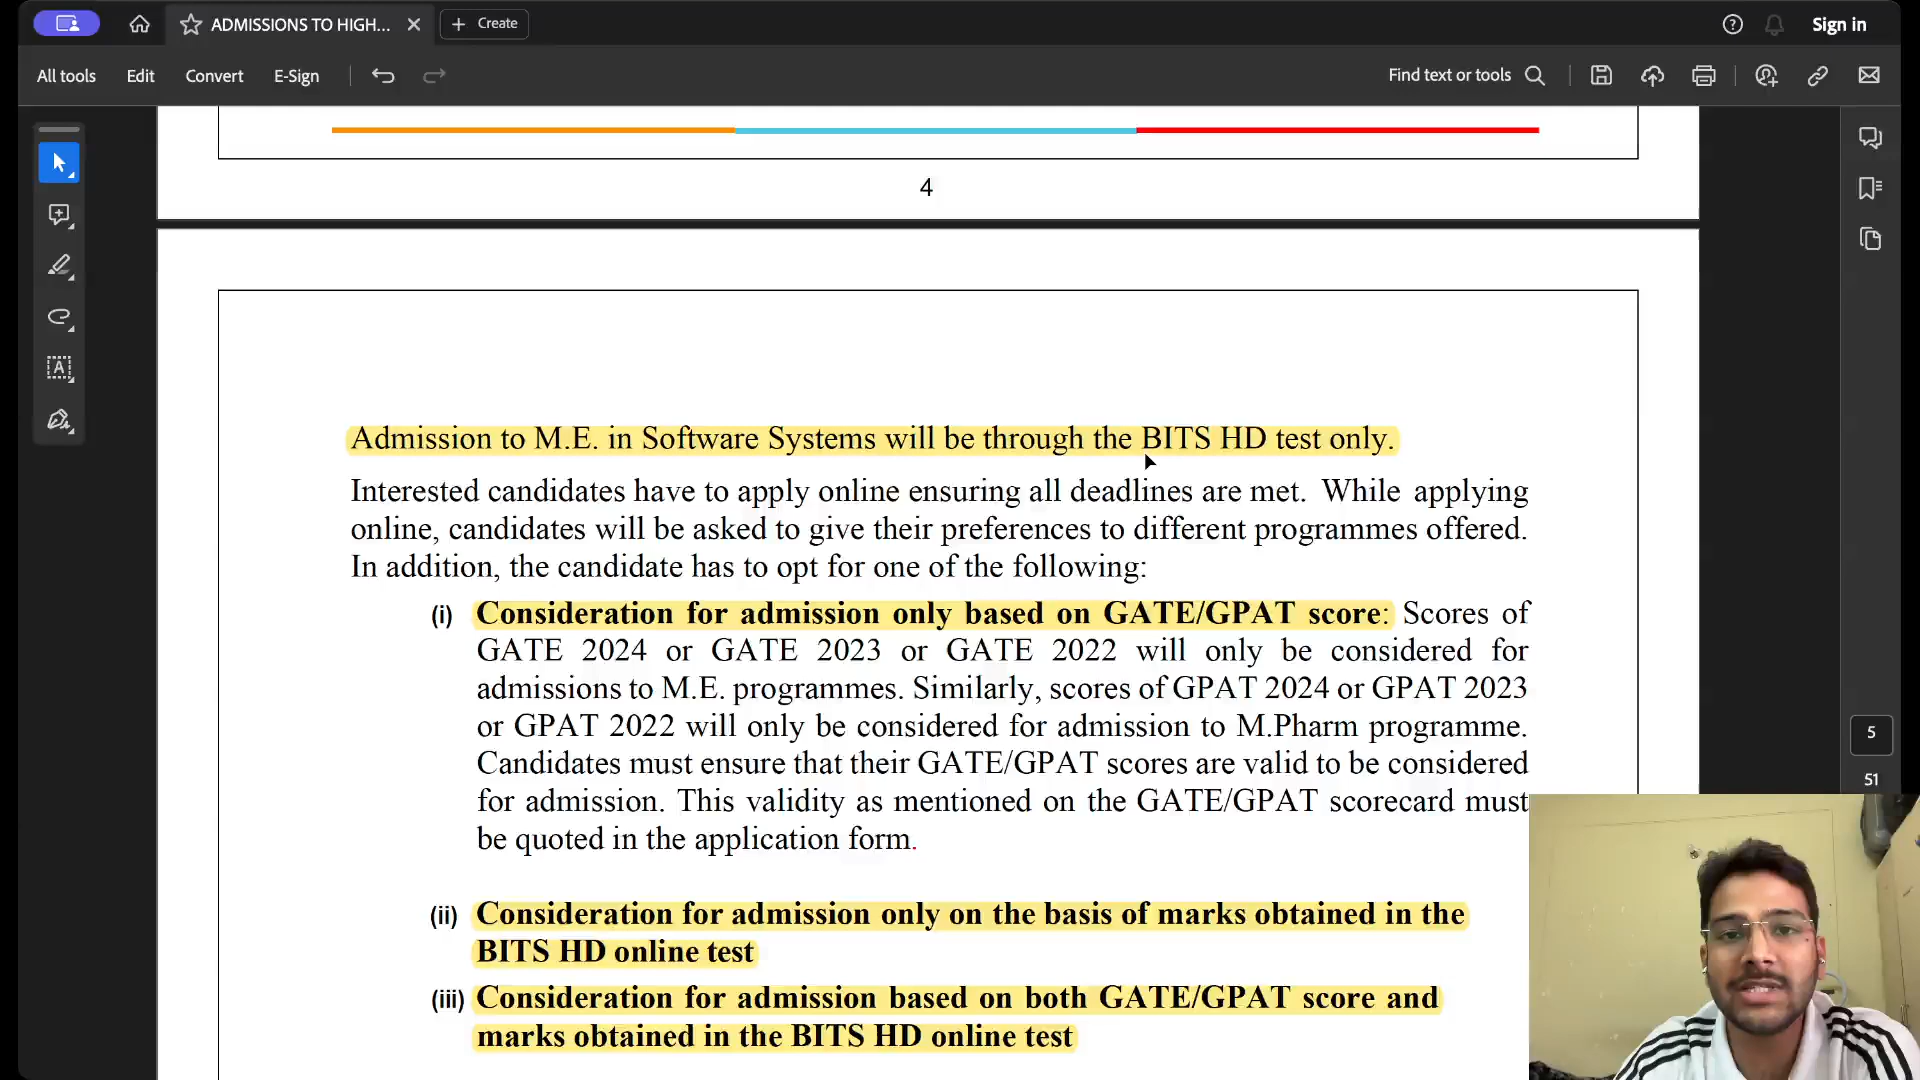 ADMISSIONS TO HIGH...
Create
Sign in
All tools
Edit
Convert
E-Sign
Find text or tools
4
Admission to M.E. in Software Systems will be through the BITS HD test only.
Interested candidates have to apply online ensuring all deadlines are met. While applying
online, candidates will be asked to give their preferences to different programmes offered.
In addition, the candidate has to opt for one of the following:
(i) Consideration for admission only based on GATE/GPAT score: Scores of
GATE 2024 or GATE 2023 or GATE 2022 will only be considered for
admissions to M.E. programmes. Similarly, scores of GPAT 2024 or GPAT 2023
or GPAT 2022 will only be considered for admission to M.Pharm programme.
Candidates must ensure that their GATE/GPAT scores are valid to be considered
for admission. This validity as mentioned on the GATE/GPAT scorecard must
be quoted in the application form.
(ii) Consideration for admission only on the basis of marks obtained in the
BITS HD online test
(iii) Consideration for admission based on both GATE/GPAT score and
marks obtained in the BITS HD online test
5
51